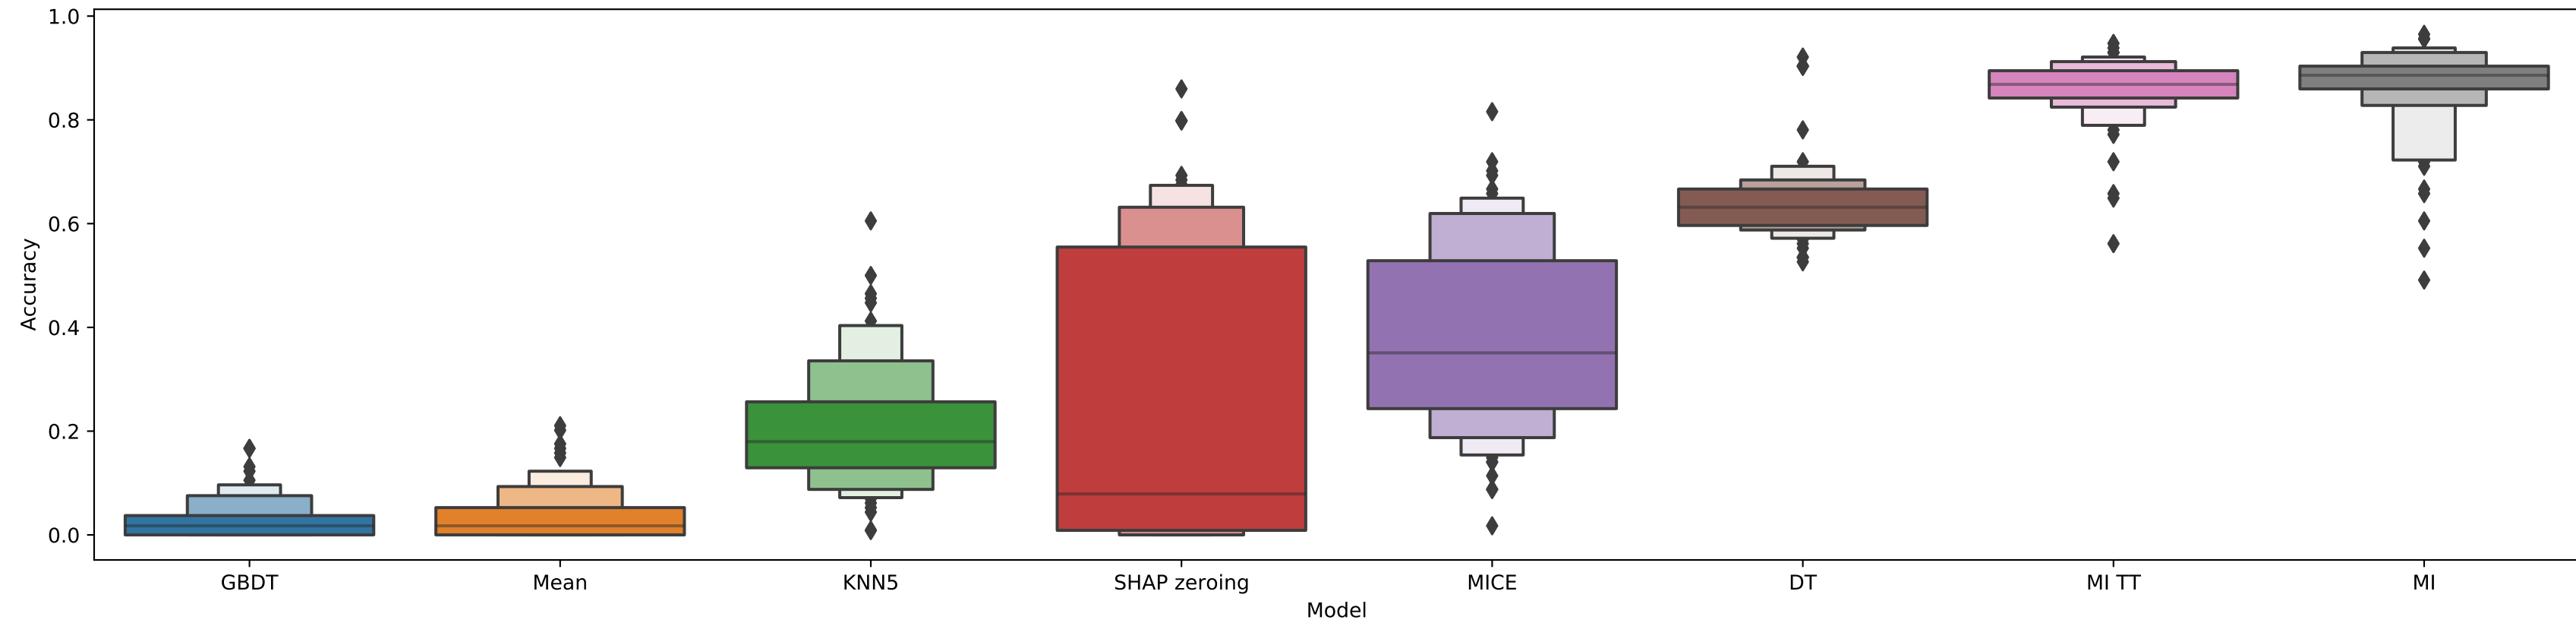 Accuracy
1.0
0.8
0.6
0.4
0.2
0.0
GBDT Mean KNN5 SHAP zeroing MICE DT MI TT MI
Model